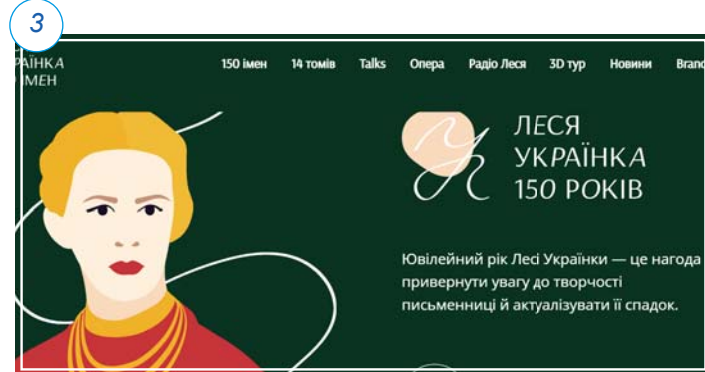 3
150 імен 14 томів Talks Опера Радіо Леся 3D тур Новини
ІМЕН
ЛЕСЯ
УКРАЇНКА
150 РОКІВ
Ювілейний рік Лесі Українки — це нагода
привернути увагу до творчості
письменниці й актуалізувати її спадок.